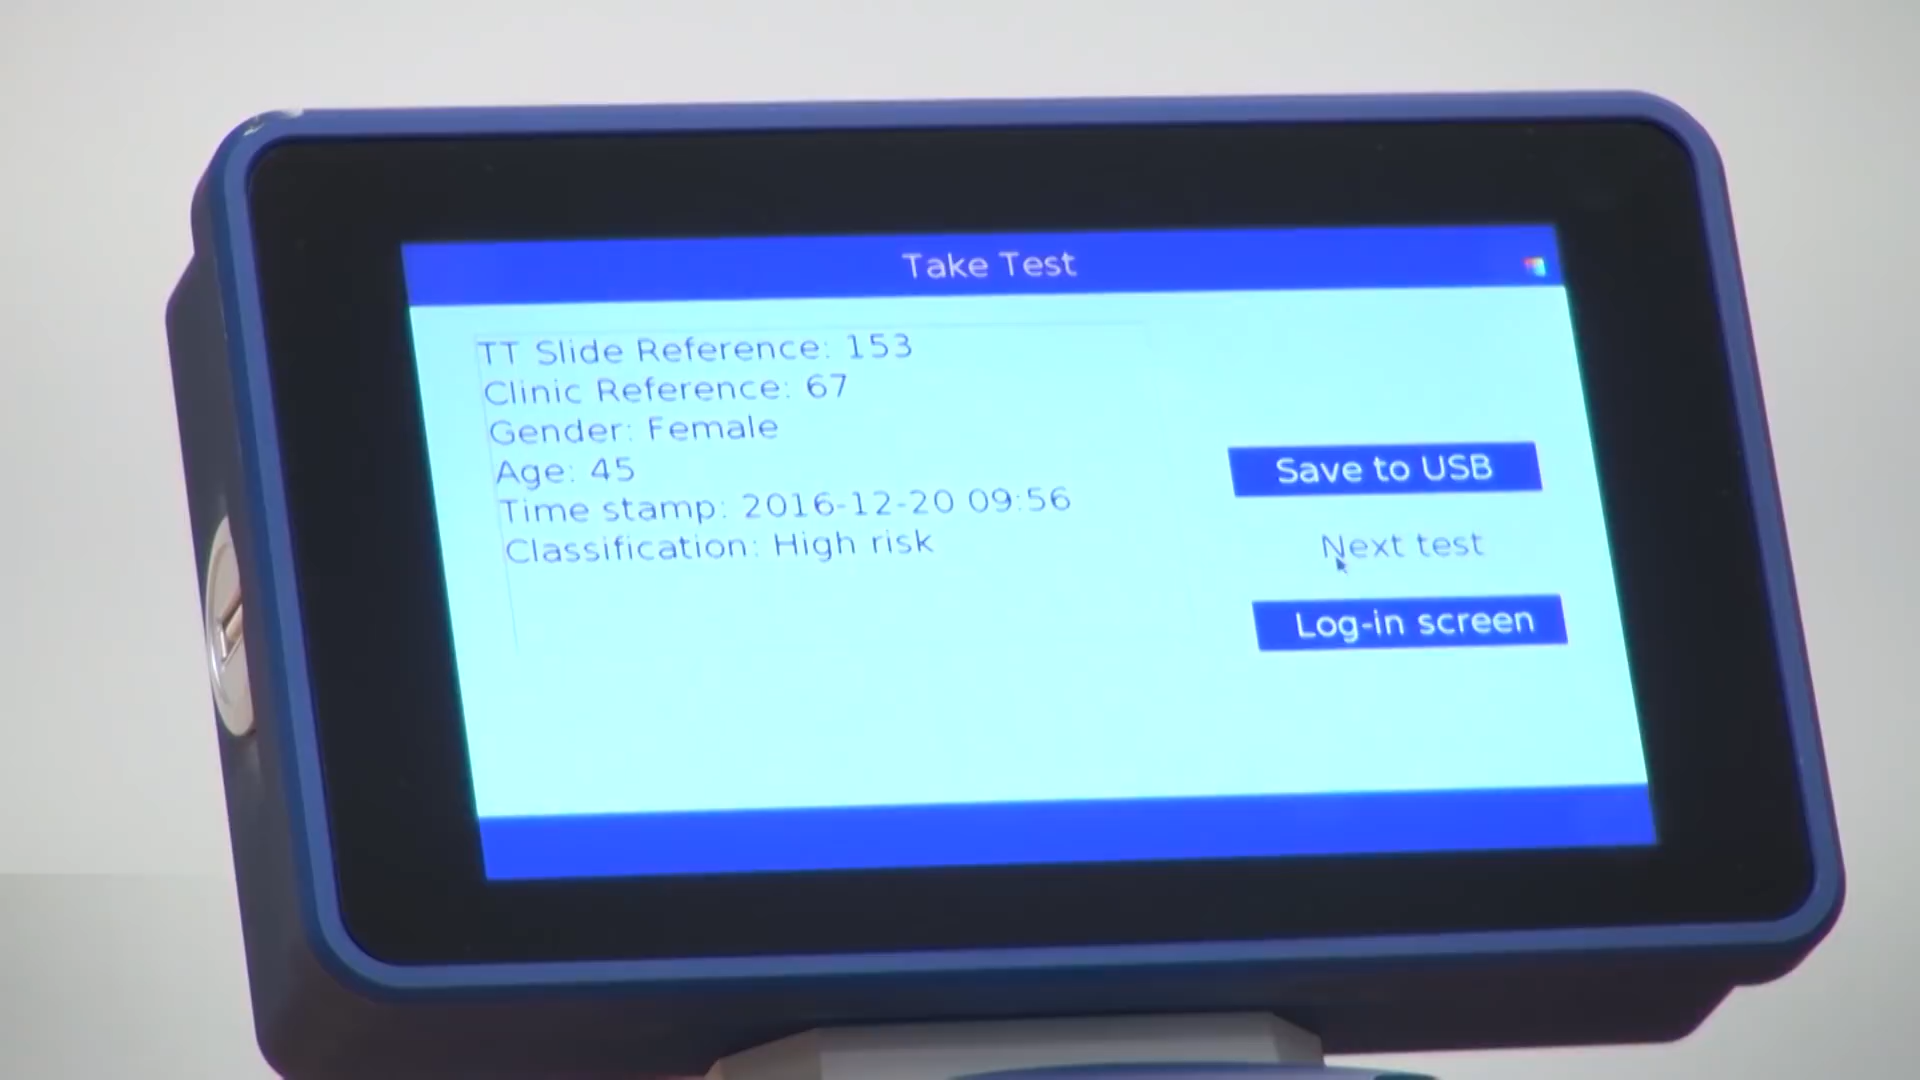 Take Test
TT Slide Reference: 153
Clinic Reference: 67
Gender: Female
Age: 45
Time stamp: 2016-12-20 09:56
Classification: High risk
Save to USB
Next test
Log-in screen